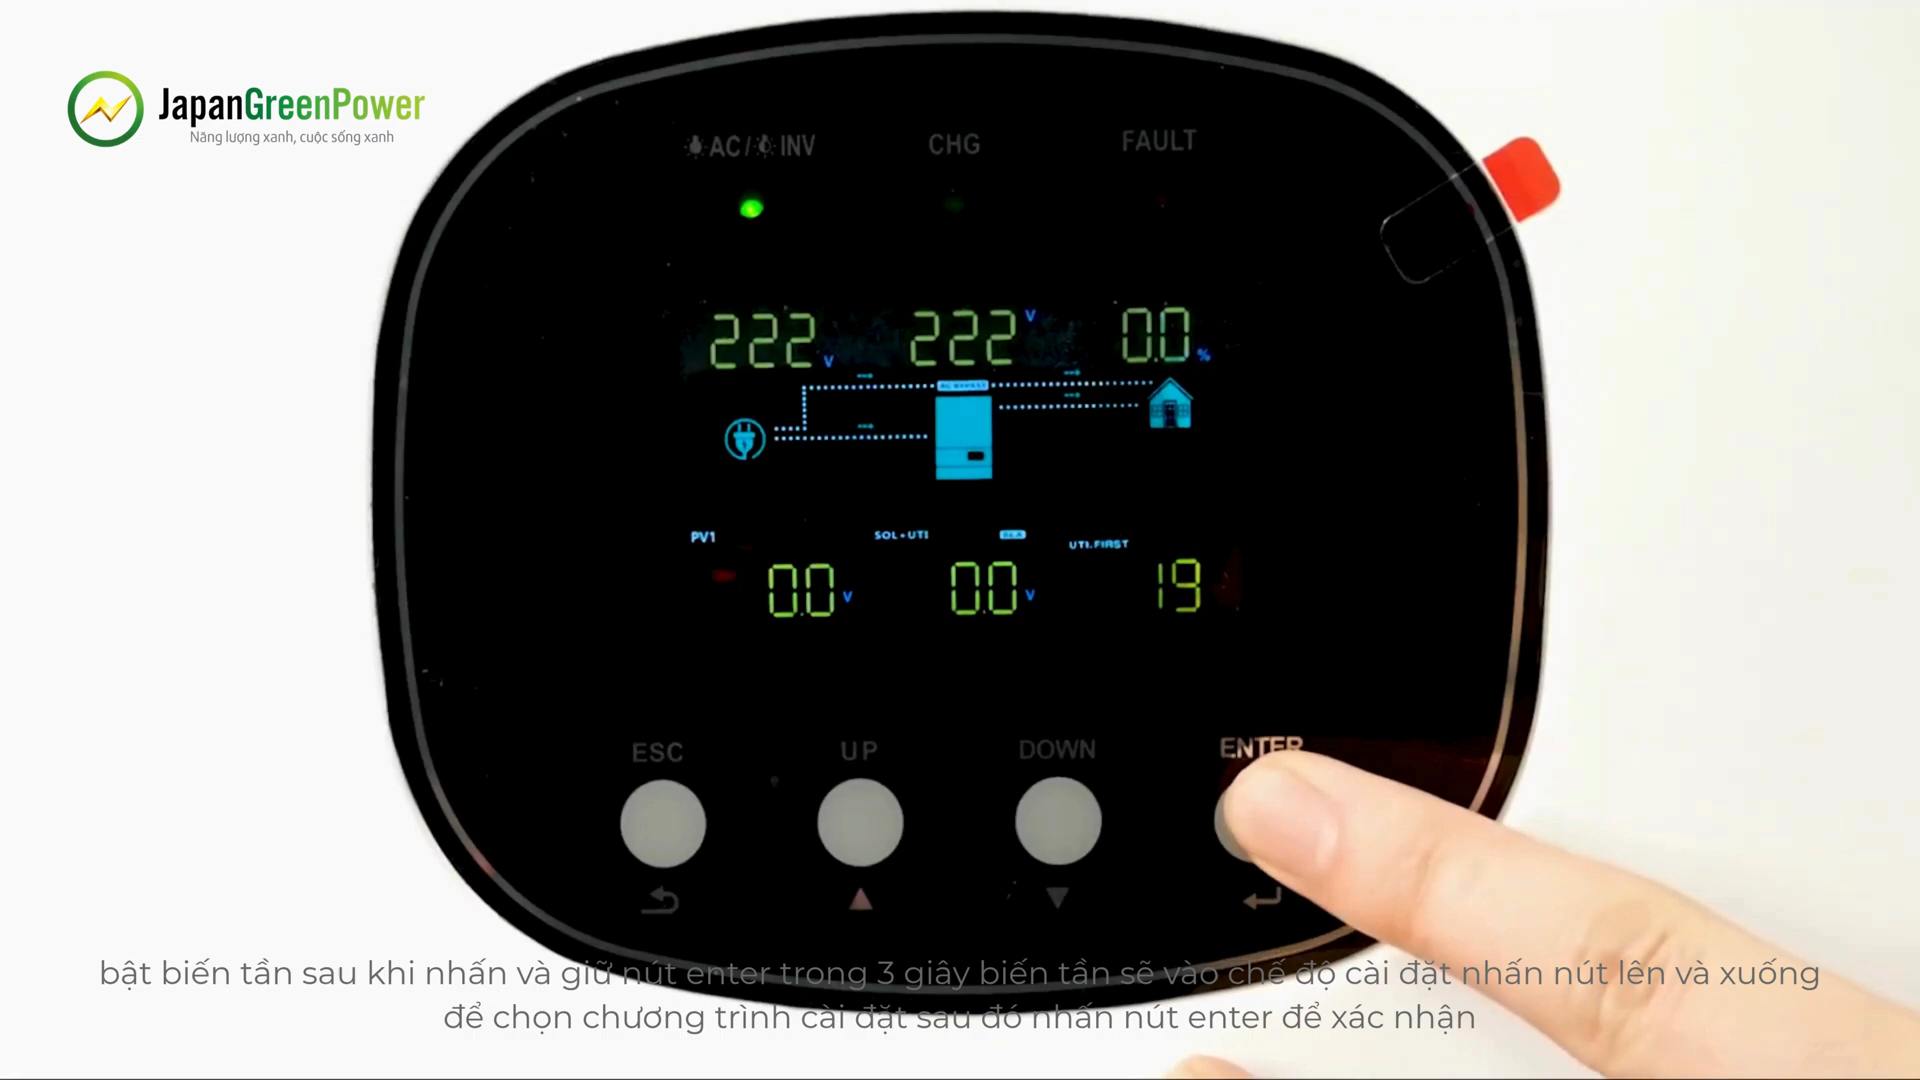 JapanGreenPower
Năng lượng xanh, cuộc sống xanh
AC / INV
CHG
FAULT
222 V
222 V
0.0 %
AC BYPASS
PV1
SOL+UTI
UTI.FIRST
0.0 V
0.0 V
19
ESC
UP
DOWN
ENTER
bật biến tần sau khi nhấn và giữ nút enter trong 3 giây biến tần sẽ vào chế độ cài đặt nhấn nút lên và xuống
để chọn chương trình cài đặt sau đó nhấn nút enter để xác nhận